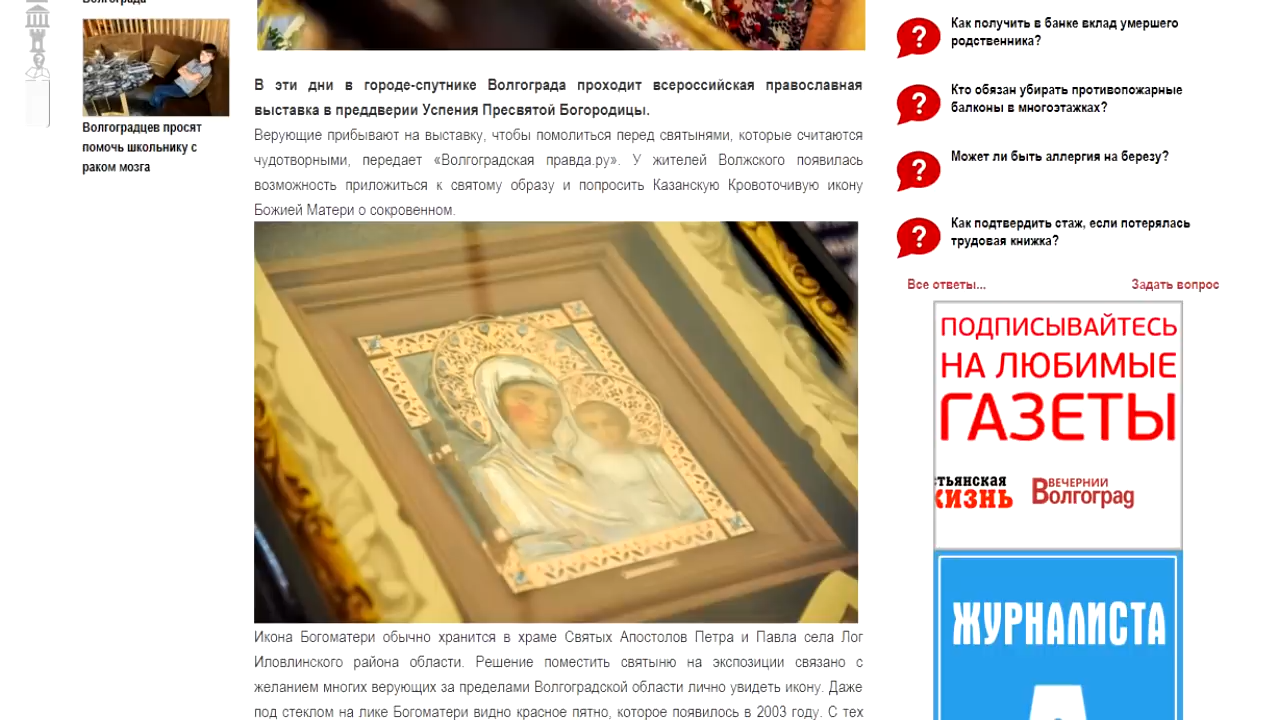 Волгограда
Волгоградцев просят
помочь школьнику с
раком мозга
В эти дни в городе-спутнике Волгограда проходит всероссийская православная
выставка в преддверии Успения Пресвятой Богородицы.
Верующие прибывают на выставку, чтобы помолиться перед святынями, которые считаются
чудотворными, передает «Волгоградская правда.ру». У жителей Волжского появилась
возможность приложиться к святому образу и попросить Казанскую Кровоточивую икону
Божией Матери о сокровенном.
Икона Богоматери обычно хранится в храме Святых Апостолов Петра и Павла села Лог
Иловлинского района области. Решение поместить святыню на экспозиции связано с
желанием многих верующих за пределами Волгоградской области лично увидеть икону. Даже
под стеклом на лике Богоматери видно красное пятно, которое появилось в 2003 году. С тех
Как получить в банке вклад умершего
родственника?
Кто обязан убирать противопожарные
балконы в многоэтажках?
Может ли быть аллергия на березу?
Как подтвердить стаж, если потерялась
трудовая книжка?
Все ответы... Задать вопрос
ПОДПИСЫВАЙТЕСЬ
НА ЛЮБИМЫЕ
ГАЗЕТЫ
тьянская
жизнь
ВЕЧЕРНИЙ
Волгоград
ЖУРНАЛИСТА